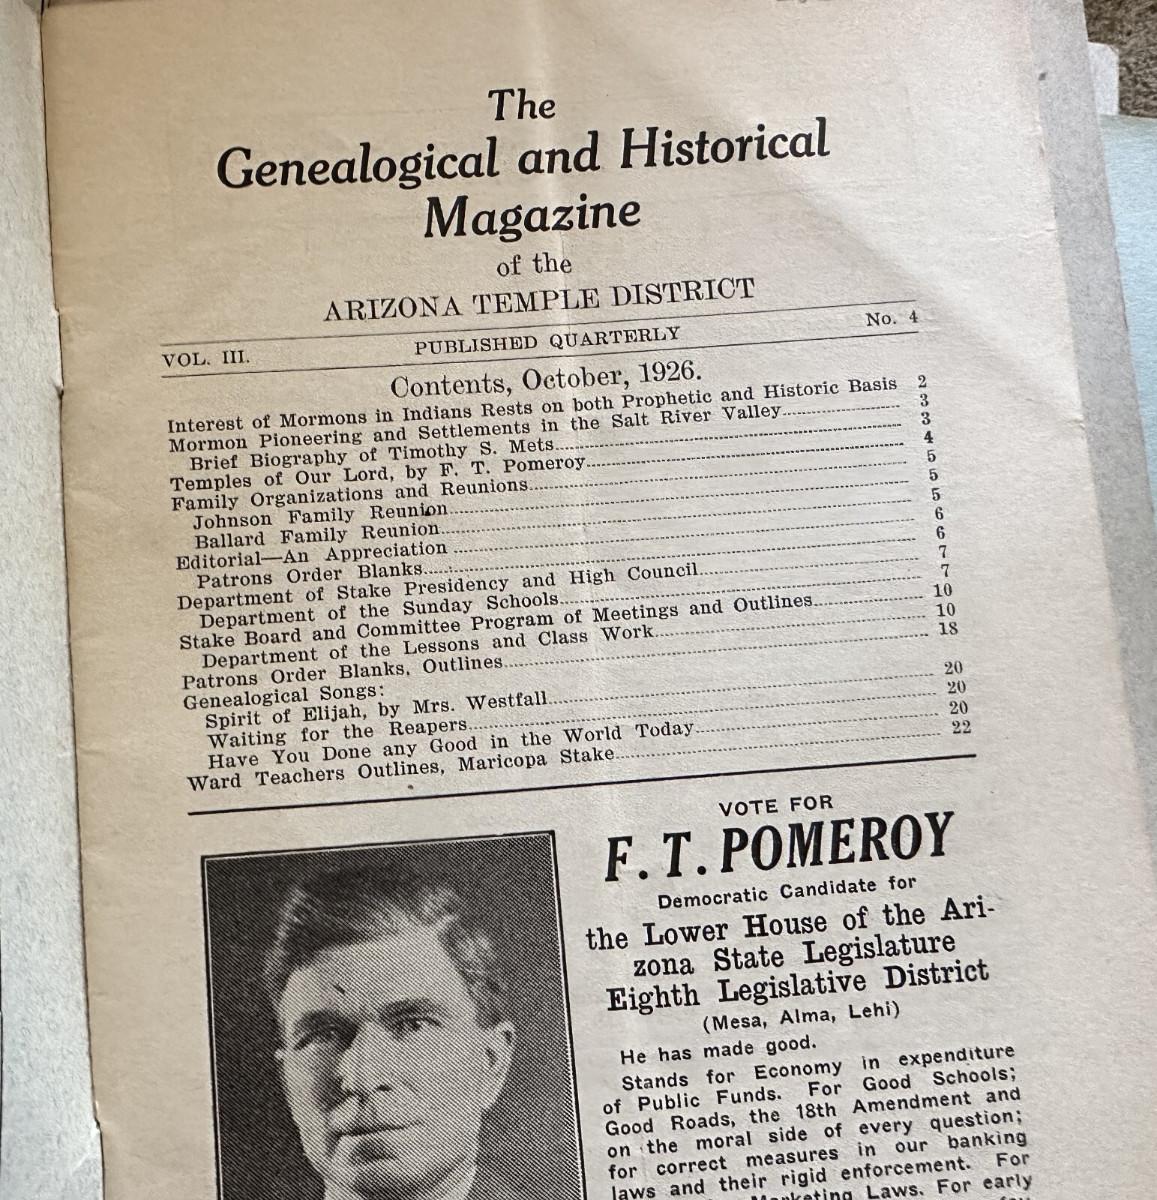 The
Genealogical and Historical
Magazine
of the
ARIZONA TEMPLE DISTRICT
VOL. III. PUBLISHED QUARTERLY No. 4
Contents, October, 1926.
Interest of Mormons in Indians Rests on both Prophetic and Historic Basis 2
Mormon Pioneering and Settlements in the Salt River Valley 3
Brief Biography of Timothy S. Mets 3
Temples of Our Lord, by F. T. Pomeroy 4
Family Organizations and Reunions 5
Johnson Family Reunion 5
Ballard Family Reunion 5
Editorial—An Appreciation 6
Patrons Order Blanks 6
Department of Stake Presidency and High Council 7
Department of the Sunday Schools 7
Stake Board and Committee Program of Meetings and Outlines 10
Department of the Lessons and Class Work 10
Patrons Order Blanks, Outlines 18
Genealogical Songs:
Spirit of Elijah, by Mrs. Westfall 20
Waiting for the Reapers 20
Have You Done any Good in the World Today 20
Ward Teachers Outlines, Maricopa Stake 22
VOTE FOR
F. T. POMEROY
Democratic Candidate for
the Lower House of the Ari-
zona State Legislature
Eighth Legislative District
(Mesa, Alma, Lehi)
He has made good.
Stands for Economy in expenditure
of Public Funds. For Good Schools;
Good Roads, the 18th Amendment and
on the moral side of every question;
for correct measures in our banking
laws and their rigid enforcement. For
Marketing Laws. For early